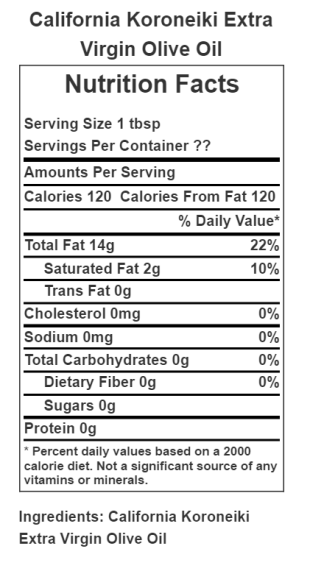 California Koroneiki Extra
Virgin Olive Oil
Nutrition Facts
Serving Size 1 tbsp
Servings Per Container ??
Amounts Per Serving
Calories 120 Calories From Fat 120
% Daily Value*
Total Fat 14g 22%
Saturated Fat 2g 10%
Trans Fat 0g
Cholesterol 0mg 0%
Sodium 0mg 0%
Total Carbohydrates 0g 0%
Dietary Fiber 0g 0%
Sugars 0g
Protein 0g
* Percent daily values based on a 2000
calorie diet. Not a significant source of any
vitamins or minerals.
Ingredients: California Koroneiki
Extra Virgin Olive Oil